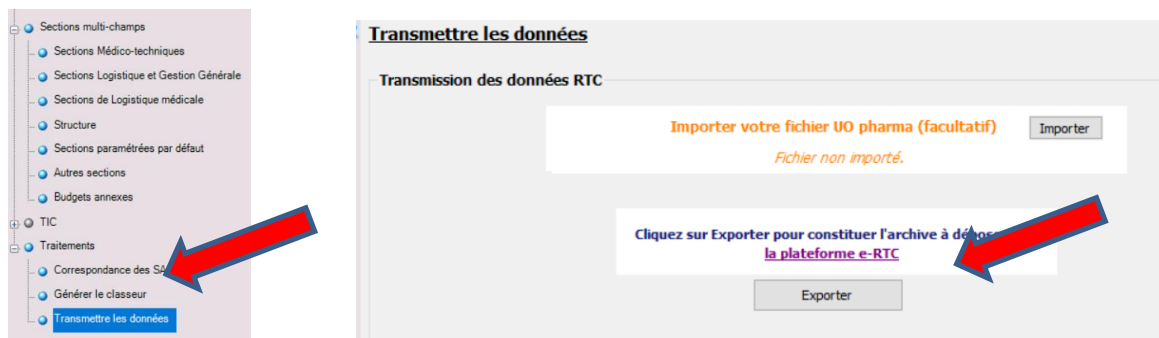 Sections multi-champs
Sections Médico-techniques
Sections Logistique et Gestion Générale
Sections de Logistique médicale
Structure
Sections paramétrées par défaut
Autres sections
Budgets annexes
TIC
Traitements
Correspondance des
Générer le classeur
Transmettre les données
Transmettre les données
Transmission des données RTC
Importer votre fichier UO pharma (facultatif)
Importer
Fichier non importé.
Cliquez sur Exporter pour constituer l'archive à
la plateforme e-RTC
Exporter